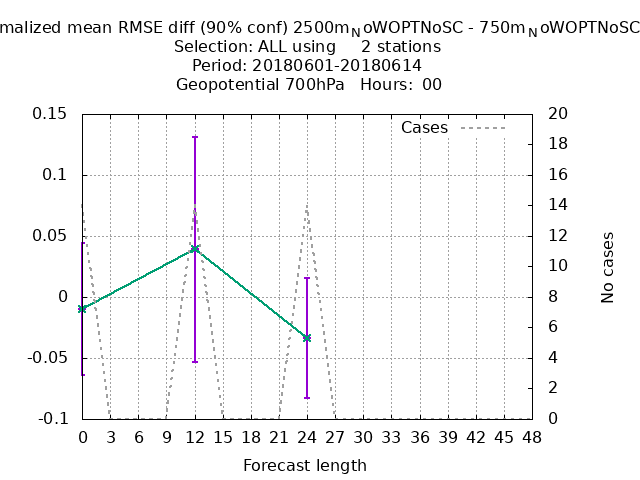 malized mean RMSE diff (90% conf) 2500mNoWOPTNoSC - 750mNoWOPTNoSC
Selection: ALL using 2 stations
Period: 20180601-20180614
Geopotential 700hPa Hours: 00
Cases
0.15
0.1
0.05
0
-0.05
-0.1
20
18
16
14
12
10
8
6
4
2
0
No cases
0 3 6 9 12 15 18 21 24 27 30 33 36 39 42 45 48
Forecast length